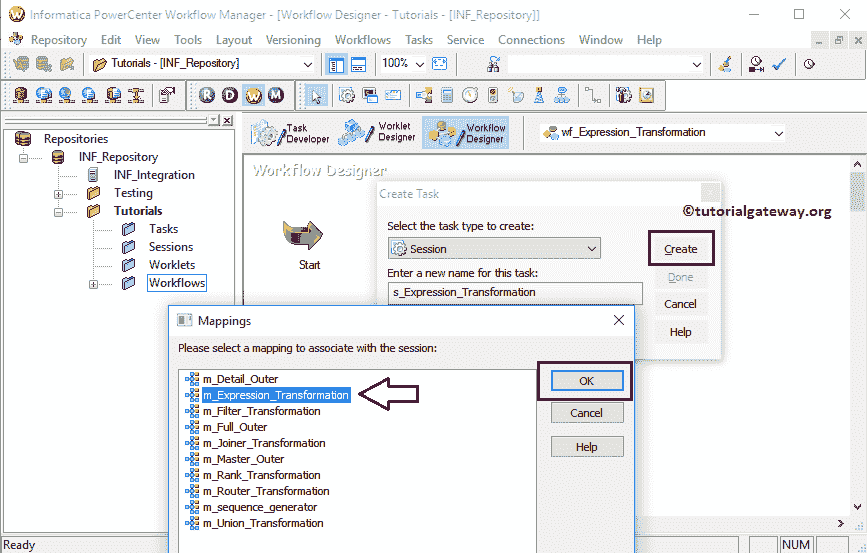 Informatica PowerCenter Workflow Manager - [Workflow Designer - Tutorials - [INF_Repository]]
Repository Edit View Tools Layout Versioning Workflows Tasks Service Connections Window Help
Tutorials - [INF_Repository] 100%
Repositories
INF_Repository
INF_Integration
Testing
Tutorials
Tasks
Sessions
Worklets
Workflows
Task Developer
Worklet Designer
Workflow Designer
wf_Expression_Transformation
Workflow Designer
Start
Create Task
©tutorialgateway.org
Select the task type to create:
Session
Enter a new name for this task:
s_Expression_Transformation
Create
Done
Cancel
Help
Mappings
Please select a mapping to associate with the session:
m_Detail_Outer
m_Expression_Transformation
m_Filter_Transformation
m_Full_Outer
m_Joiner_Transformation
m_Master_Outer
m_Rank_Transformation
m_Router_Transformation
m_sequence_generator
m_Union_Transformation
OK
Cancel
Help
Ready
NUM